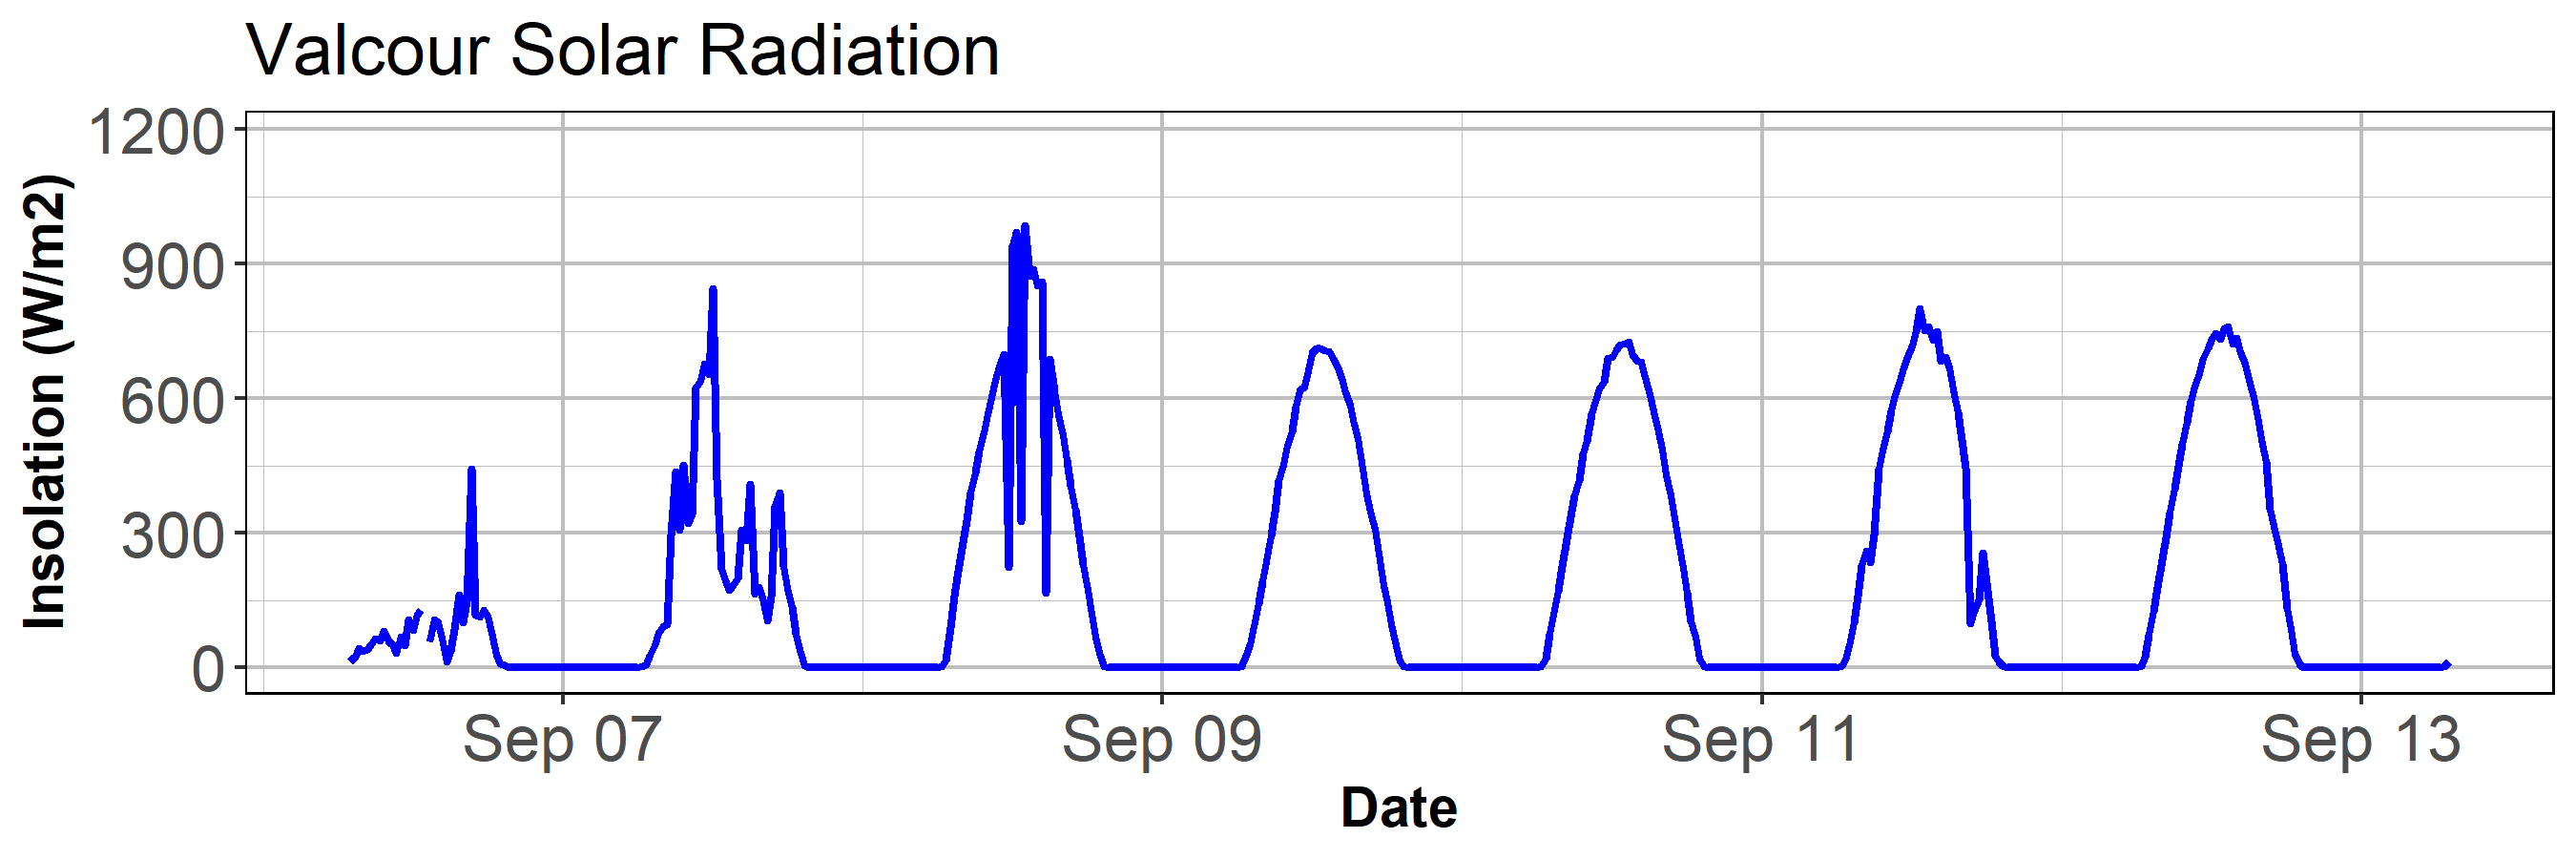 Valcour Solar Radiation
1200
900
600
300
0
Insolation (W/m2)
Sep 07
Sep 09
Sep 11
Sep 13
Date